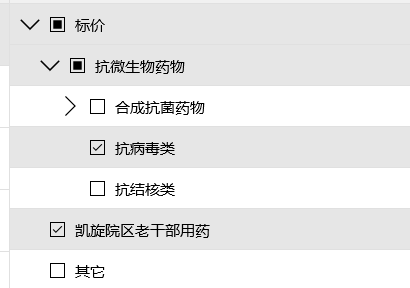 标价
抗微生物药物
合成抗菌药物
抗病毒类
抗结核类
凯旋院区老干部用药
其它